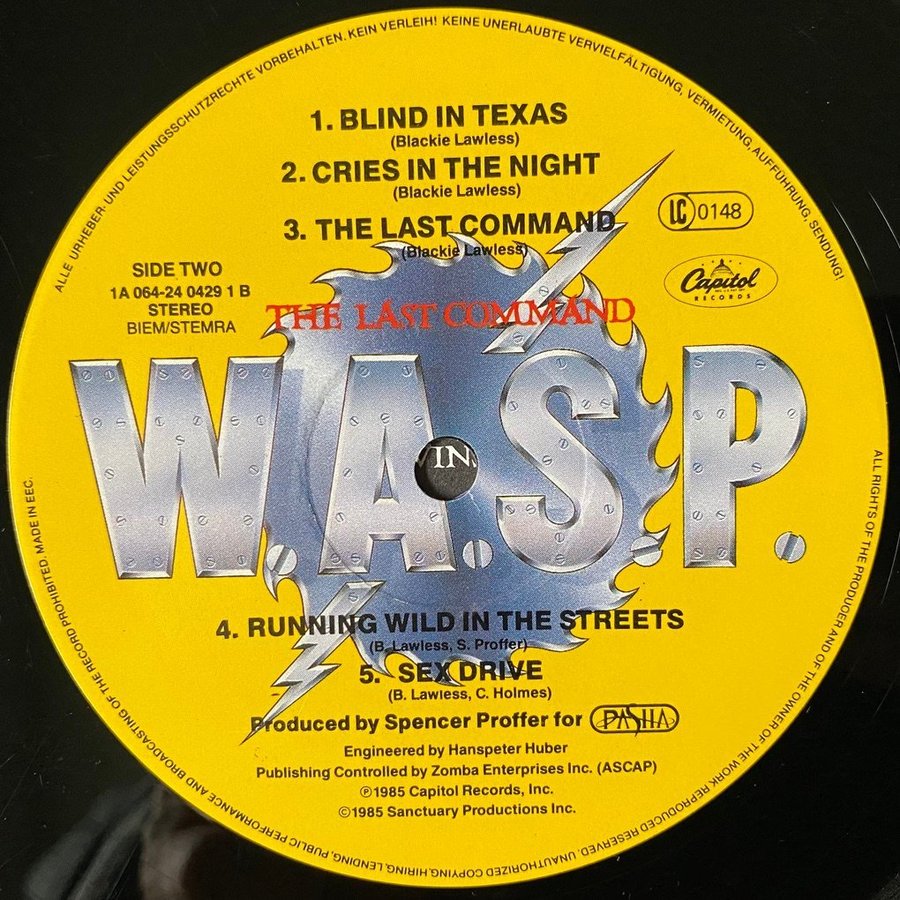 ALLE URHEBER- UND LEISTUNGSSCHUTZRECHTE VORBEHALTEN. KEIN VERLEIH! KEINE UNERLAUBTE VERVIELFÄLTIGUNG, VERMIETUNG, AUFFÜHRUNG, SENDUNG!
1. BLIND IN TEXAS
(Blackie Lawless)
2. CRIES IN THE NIGHT
(Blackie Lawless)
3. THE LAST COMMAND
(Blackie Lawless)
LC 0148
SIDE TWO
1A 064-24 0429 1 B
STEREO
BIEM/STEMRA
Capitol
RECORDS
THE LAST COMMAND
W.A.S.P.
VIN
4. RUNNING WILD IN THE STREETS
(B. Lawless, S. Proffer)
5. SEX DRIVE
(B. Lawless, C. Holmes)
Produced by Spencer Proffer for PASHA
Engineered by Hanspeter Huber
Publishing Controlled by Zomba Enterprises Inc. (ASCAP)
℗1985 Capitol Records, Inc.
©1985 Sanctuary Productions Inc.
ALL RIGHTS OF THE PRODUCER AND OF THE OWNER OF THE WORK REPRODUCED RESERVED. UNAUTHORIZED COPYING, HIRING, LENDING, PUBLIC PERFORMANCE AND BROADCASTING OF THE RECORD PROHIBITED. MADE IN EEC.